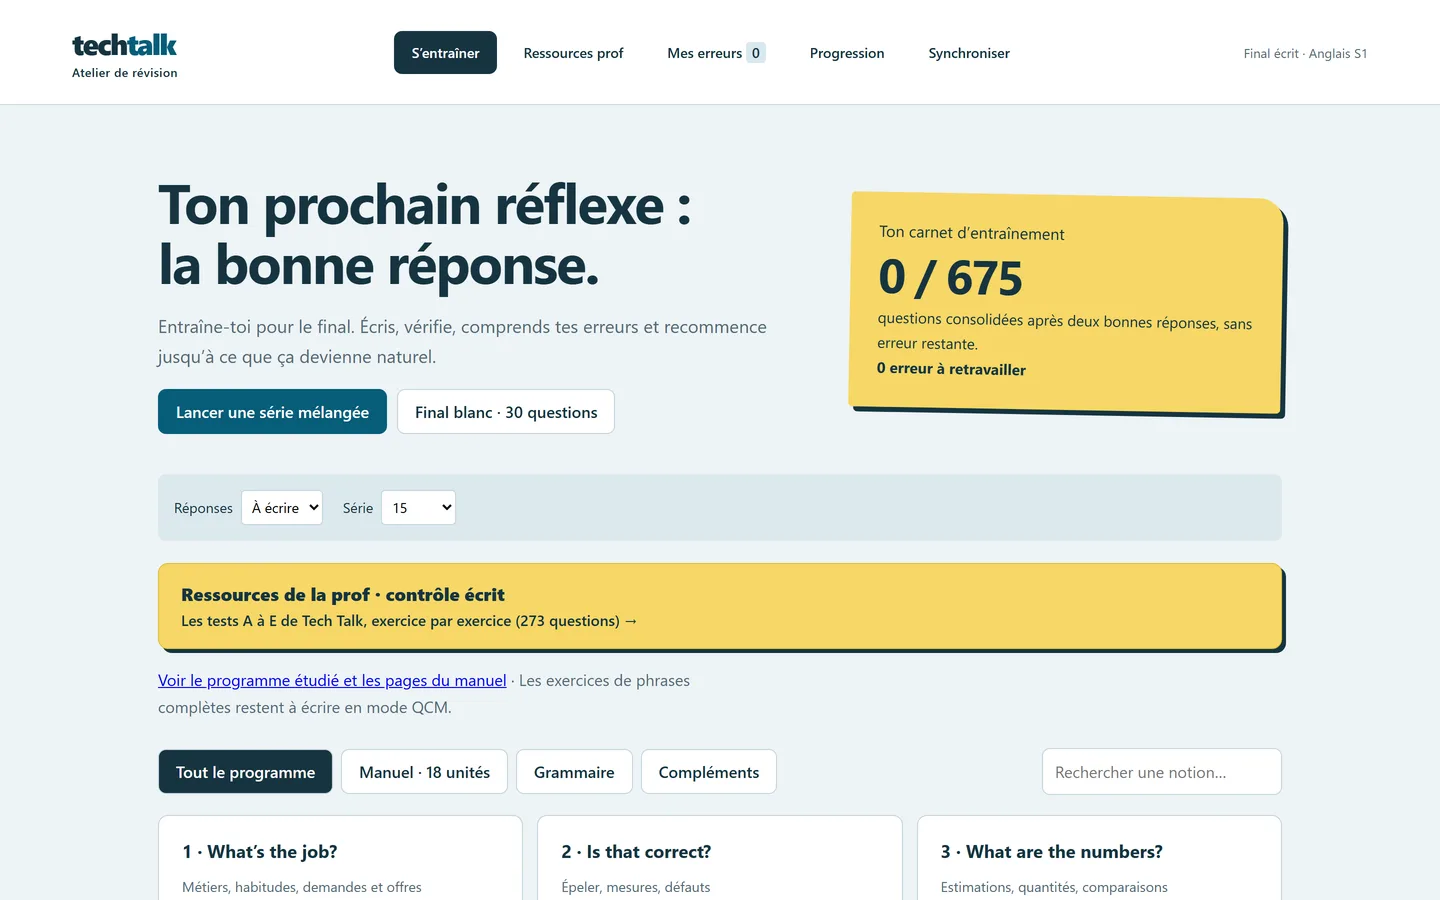 techtalk
Atelier de révision
S'entraîner
Ressources prof
Mes erreurs 0
Progression
Synchroniser
Final écrit · Anglais S1
Ton prochain réflexe :
la bonne réponse.
Entraîne-toi pour le final. Écris, vérifie, comprends tes erreurs et recommence
jusqu'à ce que ça devienne naturel.
Lancer une série mélangée
Final blanc · 30 questions
Ton carnet d'entraînement
0 / 675
questions consolidées après deux bonnes réponses, sans
erreur restante.
0 erreur à retravailler
Réponses
À écrire
Série
15
Ressources de la prof · contrôle écrit
Les tests A à E de Tech Talk, exercice par exercice (273 questions) →
Voir le programme étudié et les pages du manuel · Les exercices de phrases
complètes restent à écrire en mode QCM.
Tout le programme
Manuel · 18 unités
Grammaire
Compléments
Rechercher une notion...
1 · What's the job?
Métiers, habitudes, demandes et offres
2 · Is that correct?
Épeler, mesures, défauts
3 · What are the numbers?
Estimations, quantités, comparaisons